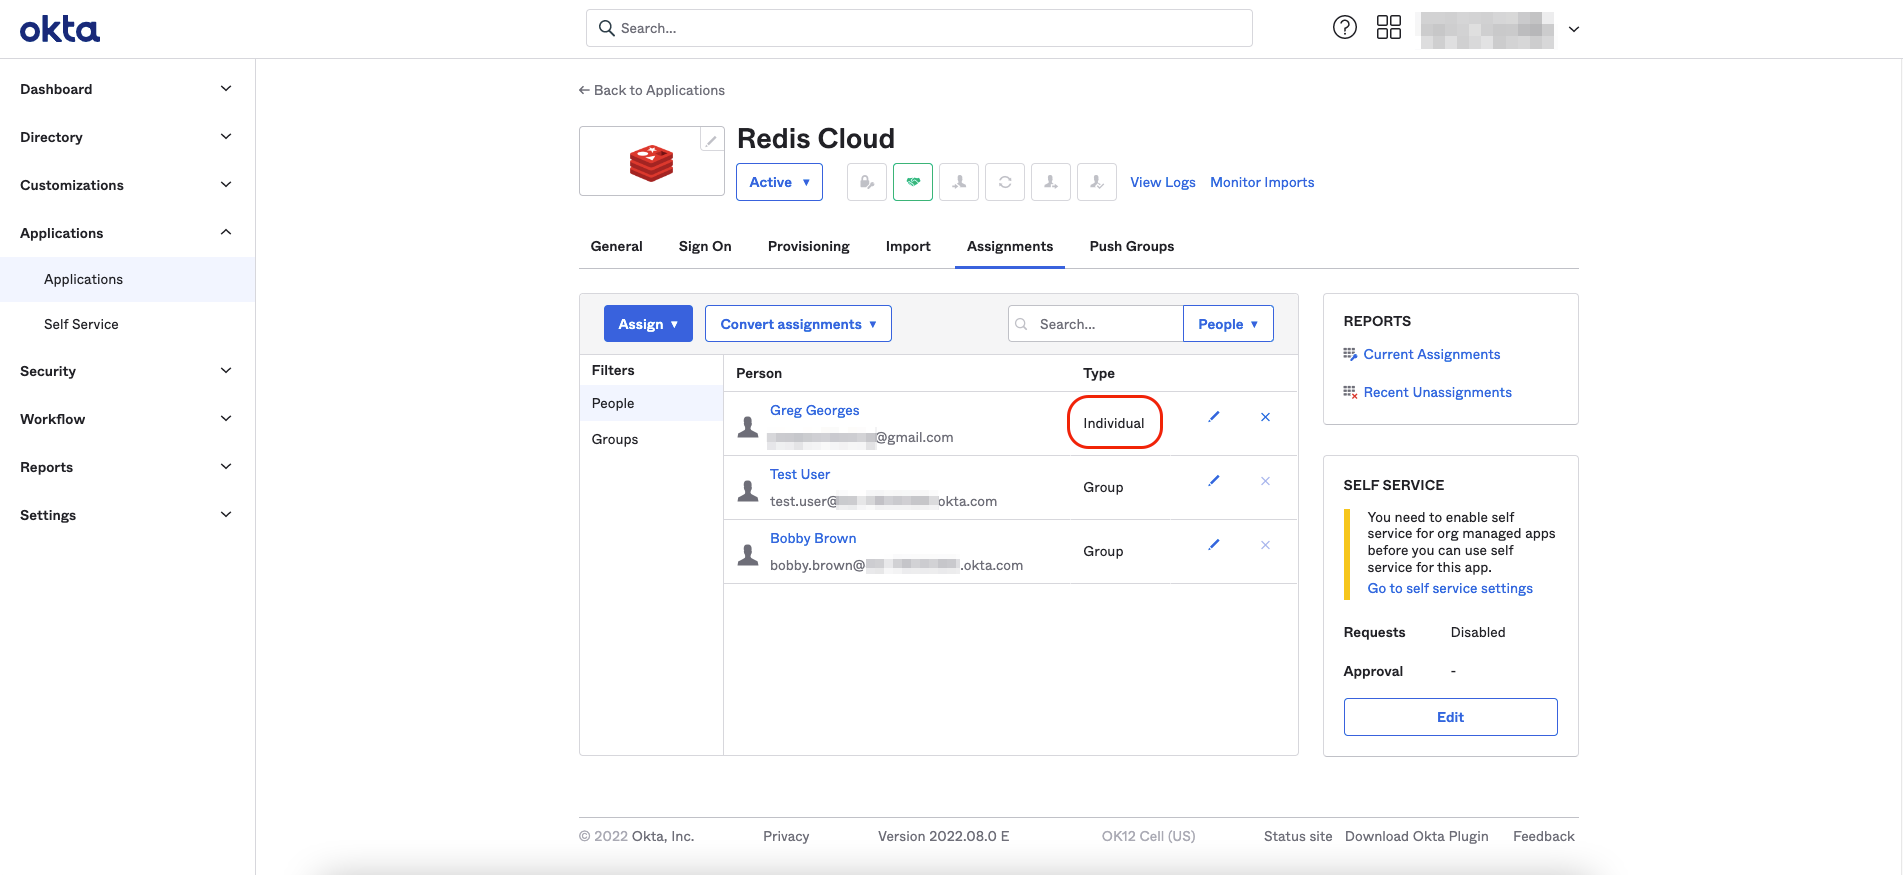 okta
Search...
Dashboard
Directory
Customizations
Applications
Applications
Self Service
Security
Workflow
Reports
Settings
← Back to Applications
Redis Cloud
Active ▼
View Logs Monitor Imports
General Sign On Provisioning Import Assignments Push Groups
Assign ▼ Convert assignments ▼ Search... People ▼
Filters
People
Groups
Person Type
Greg Georges
@gmail.com
Individual
Test User
test.user@ okta.com
Group
Bobby Brown
bobby.brown@ .okta.com
Group
REPORTS
Current Assignments
Recent Unassignments
SELF SERVICE
You need to enable self
service for org managed apps
before you can use self
service for this app.
Go to self service settings
Requests Disabled
Approval -
Edit
© 2022 Okta, Inc. Privacy Version 2022.08.0 E OK12 Cell (US) Status site Download Okta Plugin Feedback